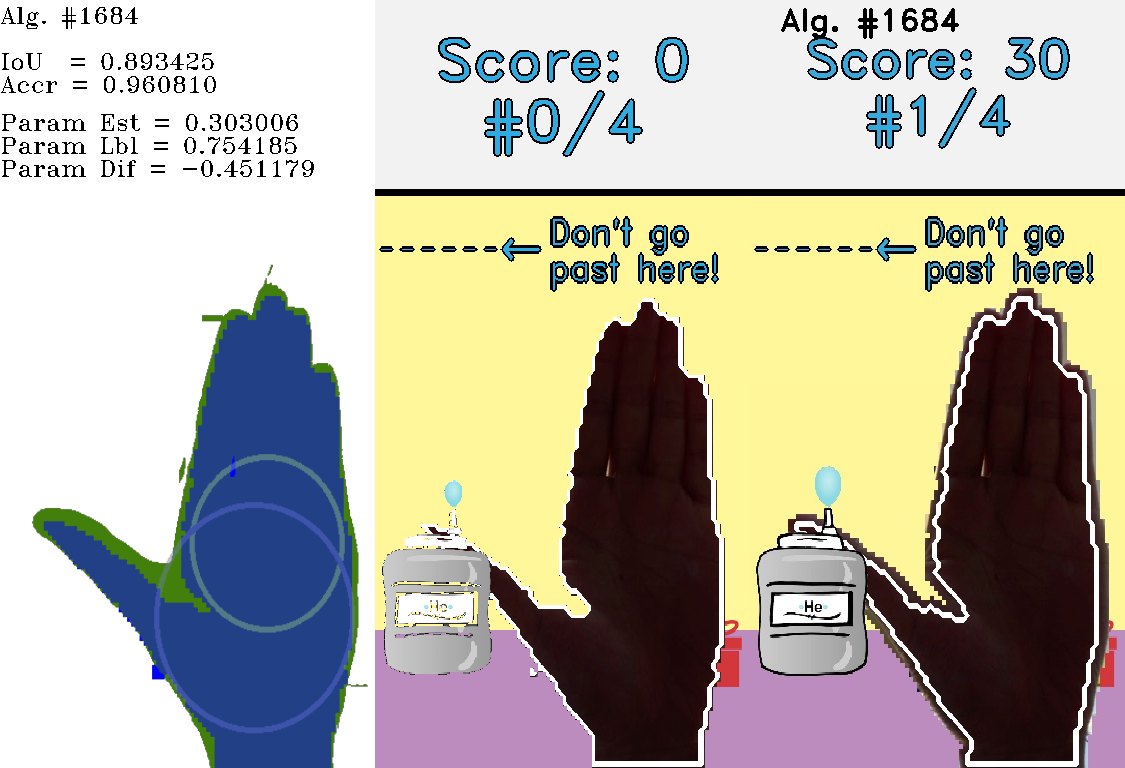 Alg. #1684
IoU = 0.893425
Accr = 0.960810
Param Est = 0.303006
Param Lbl = 0.754185
Param Dif = −0.451179
Score: 0
#0/4
Don't go
past here!
He
Alg. #1684
Score: 30
#1/4
Don't go
past here!
He